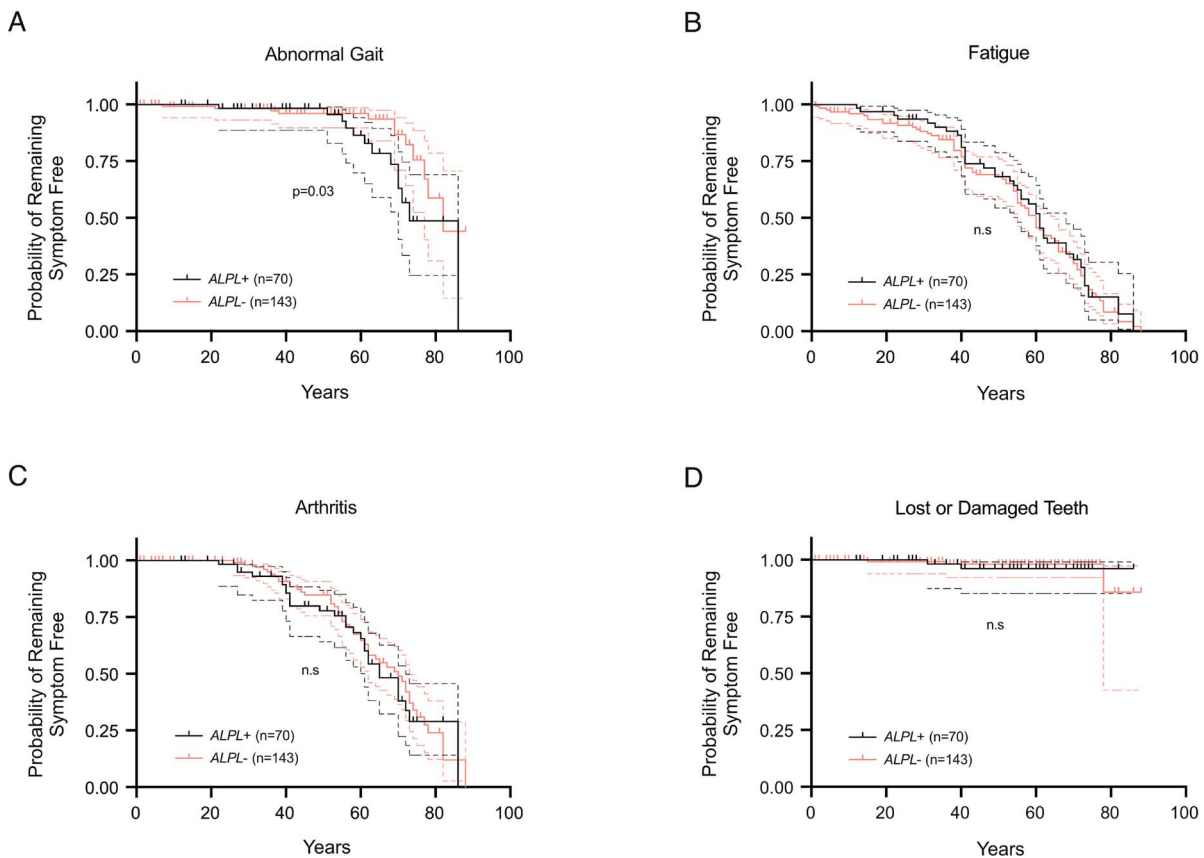 A
Abnormal Gait
Probability of Remaining
Symptom Free
1.00
0.75
0.50
0.25
0.00
p=0.03
ALPL+ (n=70)
ALPL- (n=143)
0 20 40 60 80 100
Years
B
Fatigue
Probability of Remaining
Symptom Free
1.00
0.75
0.50
0.25
0.00
n.s
ALPL+ (n=70)
ALPL- (n=143)
0 20 40 60 80 100
Years
C
Arthritis
Probability of Remaining
Symptom Free
1.00
0.75
0.50
0.25
0.00
n.s
ALPL+ (n=70)
ALPL- (n=143)
0 20 40 60 80 100
Years
D
Lost or Damaged Teeth
Probability of Remaining
Symptom Free
1.00
0.75
0.50
0.25
0.00
n.s
ALPL+ (n=70)
ALPL- (n=143)
0 20 40 60 80 100
Years